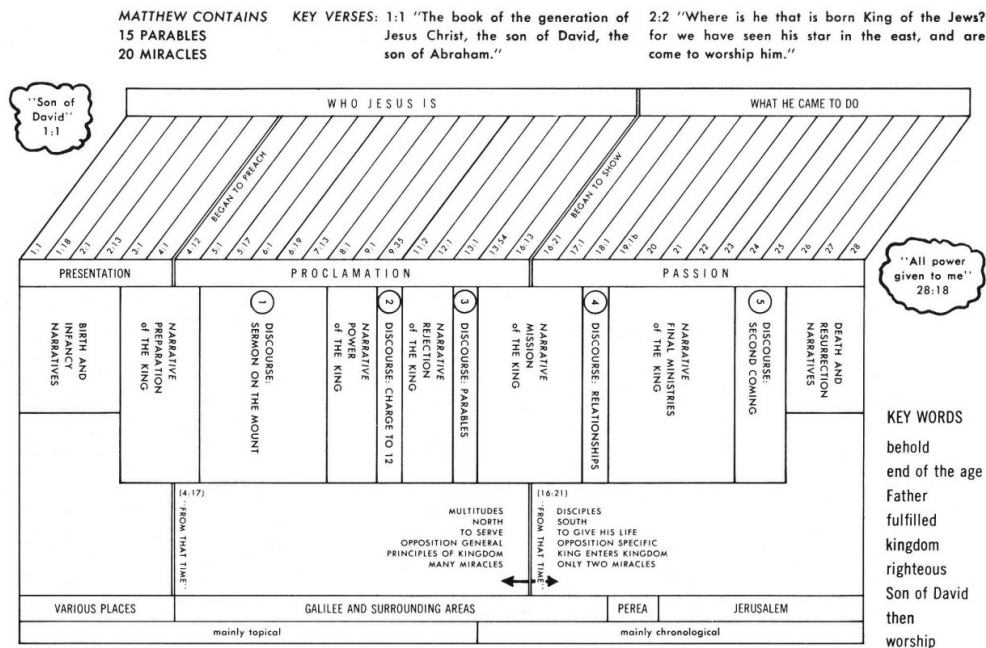 MATTHEW CONTAINS
15 PARABLES
20 MIRACLES
KEY VERSES: 1:1 "The book of the generation of
Jesus Christ, the son of David, the
son of Abraham."
2:2 "Where is he that is born King of the Jews?
for we have seen his star in the east, and are
come to worship him."
"Son of
David"
1:1
WHO JESUS IS
WHAT HE CAME TO DO
BEGAN TO PREACH
BEGAN TO SHOW
1:1
1:18
2:1
2:13
3:1
4:1
4:12
5:1
5:17
6:1
6:19
7:13
8:1
9:1
9:35
11:2
12:1
13:1
13:54
16:13
16:21
17:1
18:1
19:1b
20
21
22
23
24
25
26
27
28
"All power
given to me"
28:18
PRESENTATION
PROCLAMATION
PASSION
BIRTH AND
INFANCY
NARRATIVES
NARRATIVE
PREPARATION
of the KING
1
DISCOURSE:
SERMON ON THE MOUNT
NARRATIVE
POWER
of the KING
2
DISCOURSE: CHARGE TO 12
NARRATIVE
REJECTION
of the KING
3
DISCOURSE: PARABLES
NARRATIVE
MISSION
of the KING
4
DISCOURSE: RELATIONSHIPS
NARRATIVE
FINAL MINISTRIES
of the KING
5
DISCOURSE:
SECOND COMING
DEATH AND
RESURRECTION
NARRATIVES
(4:17)
"FROM THAT TIME"
MULTITUDES
NORTH
TO SERVE
OPPOSITION GENERAL
PRINCIPLES OF KINGDOM
MANY MIRACLES
(16:21)
"FROM THAT TIME"
DISCIPLES
SOUTH
TO GIVE HIS LIFE
OPPOSITION SPECIFIC
KING ENTERS KINGDOM
ONLY TWO MIRACLES
KEY WORDS
behold
end of the age
Father
fulfilled
kingdom
righteous
Son of David
then
worship
VARIOUS PLACES
GALILEE AND SURROUNDING AREAS
PEREA
JERUSALEM
mainly topical
mainly chronological